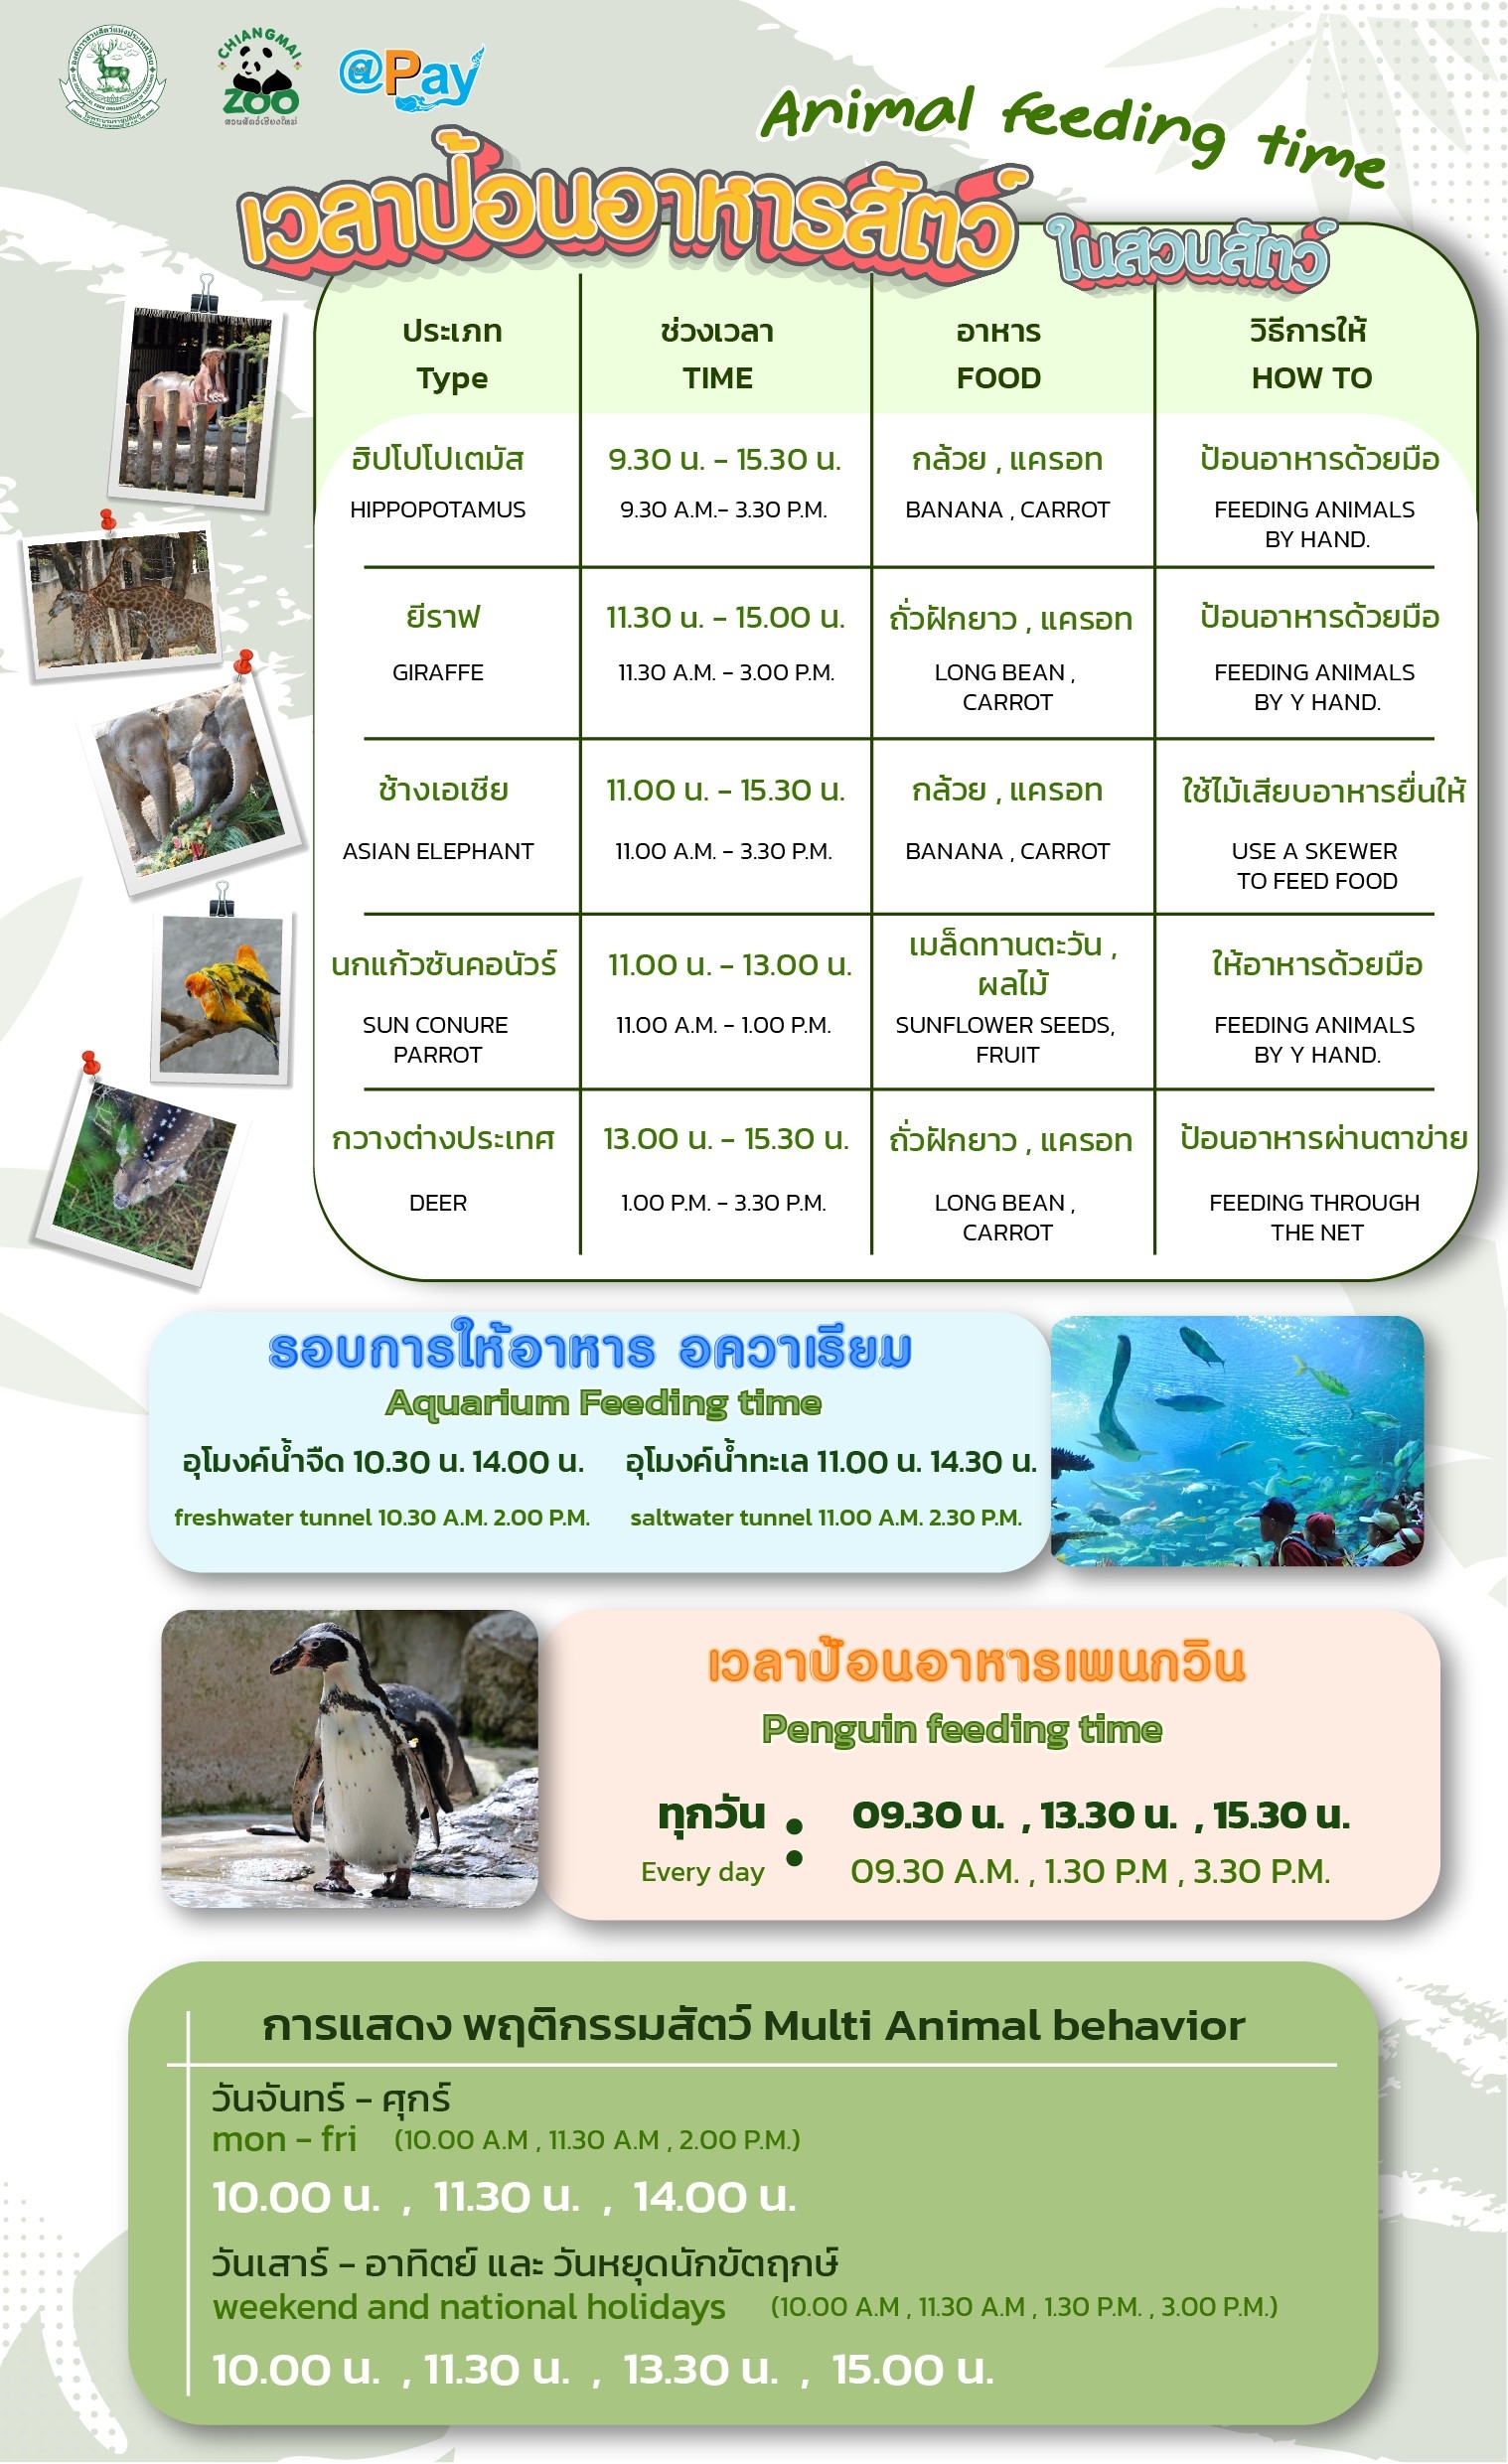 CHIANGMAI
ZOO
สวนสัตว์เชียงใหม่
@Pay
Animal feeding time
เวลาป้อนอาหารสัตว์ ในสวนสัตว์
ประเภท ช่วงเวลา อาหาร วิธีการให้
Type TIME FOOD HOW TO
ฮิปโปโปเตมัส 9.30 น. - 15.30 น. กล้วย , แครอท ป้อนอาหารด้วยมือ
HIPPOPOTAMUS 9.30 A.M.- 3.30 P.M. BANANA , CARROT FEEDING ANIMALS
BY HAND.
ยีราฟ 11.30 น. - 15.00 น. ถั่วฝักยาว , แครอท ป้อนอาหารด้วยมือ
GIRAFFE 11.30 A.M. - 3.00 P.M. LONG BEAN , FEEDING ANIMALS
CARROT BY Y HAND.
ช้างเอเชีย 11.00 น. - 15.30 น. กล้วย , แครอท ใช้ไม้เสียบอาหารยื่นให้
ASIAN ELEPHANT 11.00 A.M. - 3.30 P.M. BANANA , CARROT USE A SKEWER
TO FEED FOOD
นกแก้วซันคอนัวร์ 11.00 น. - 13.00 น. เมล็ดทานตะวัน , ให้อาหารด้วยมือ
ผลไม้
SUN CONURE 11.00 A.M. - 1.00 P.M. SUNFLOWER SEEDS, FEEDING ANIMALS
PARROT FRUIT BY Y HAND.
กวางต่างประเทศ 13.00 น. - 15.30 น. ถั่วฝักยาว , แครอท ป้อนอาหารผ่านตาข่าย
DEER 1.00 P.M. - 3.30 P.M. LONG BEAN , FEEDING THROUGH
CARROT THE NET
รอบการให้อาหาร อควาเรียม
Aquarium Feeding time
อุโมงค์น้ำจืด 10.30 น. 14.00 น. อุโมงค์น้ำทะเล 11.00 น. 14.30 น.
freshwater tunnel 10.30 A.M. 2.00 P.M. saltwater tunnel 11.00 A.M. 2.30 P.M.
เวลาป้อนอาหารเพนกวิน
Penguin feeding time
ทุกวัน : 09.30 น. , 13.30 น. , 15.30 น.
Every day 09.30 A.M. , 1.30 P.M , 3.30 P.M.
การแสดง พฤติกรรมสัตว์ Multi Animal behavior
วันจันทร์ - ศุกร์
mon - fri (10.00 A.M , 11.30 A.M , 2.00 P.M.)
10.00 น. , 11.30 น. , 14.00 น.
วันเสาร์ - อาทิตย์ และ วันหยุดนักขัตฤกษ์
weekend and national holidays (10.00 A.M , 11.30 A.M , 1.30 P.M. , 3.00 P.M.)
10.00 น. , 11.30 น. , 13.30 น. , 15.00 น.